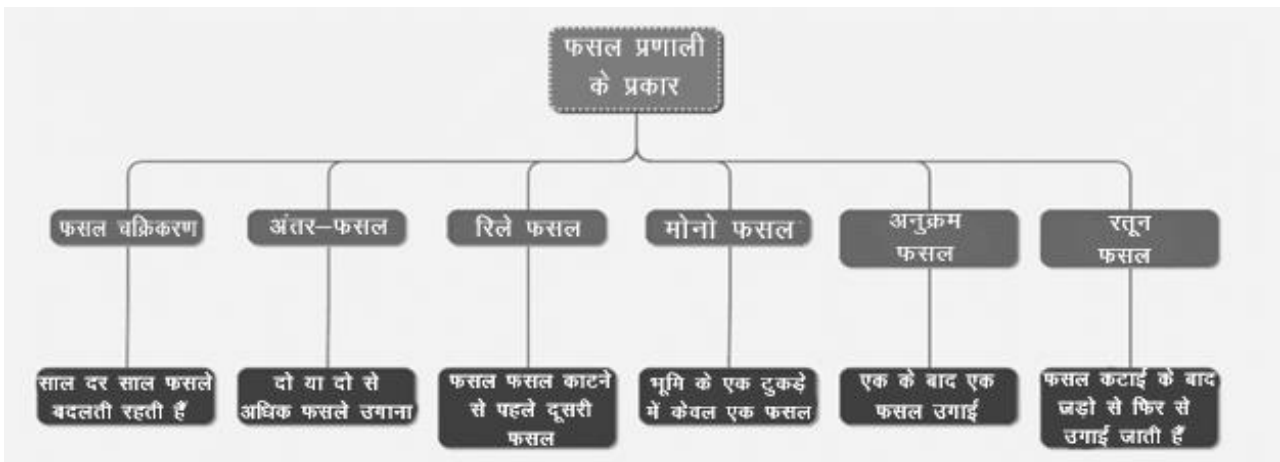 फसल प्रणाली
के प्रकार
फसल चक्रिकरण
अंतर–फसल
रिले फसल
मोनो फसल
अनुक्रम
फसल
रतून
फसल
साल दर साल फसले
बदलती रहती हैं
दो या दो से
अधिक फसले उगाना
फसल फसल काटने
से पहले दूसरी
फसल
भूमि के एक टुकड़े
में केवल एक फसल
एक के बाद एक
फसल उगाई
फसल कटाई के बाद
जड़ो से फिर से
उगाई जाती हैं